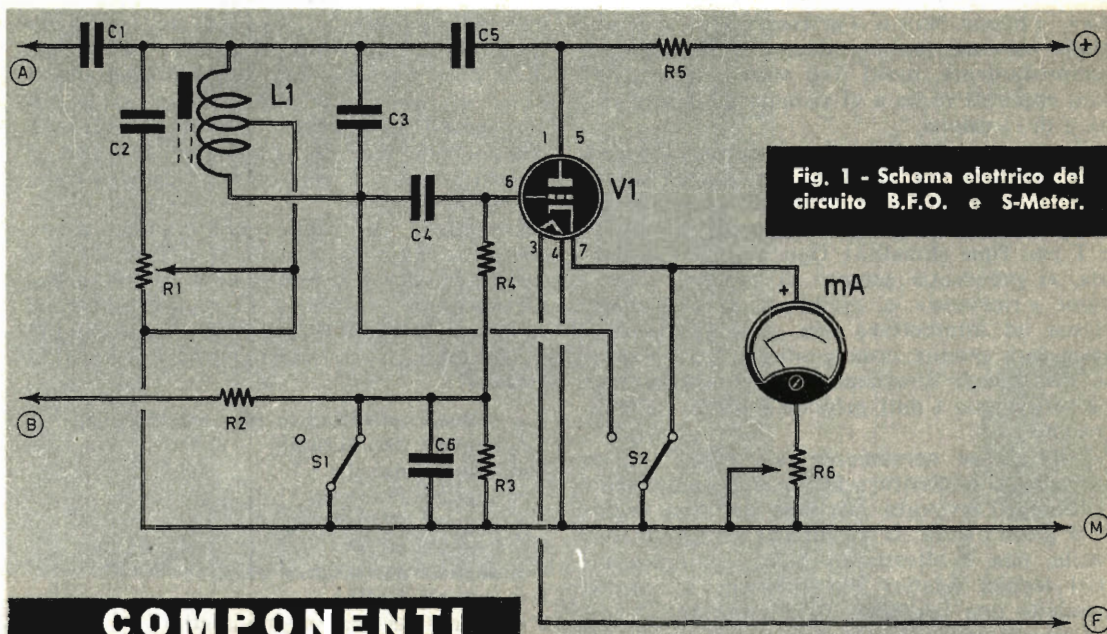 C1
C5
A
R5
+
L1
C2
C3
1
5
6
V1
C4
3
4
7
Fig. 1 - Schema elettrico del
circuito B.F.O. e S-Meter.
R1
R4
mA
+
B
R2
S1
C6
R3
S2
R6
M
COMPONENTI
F